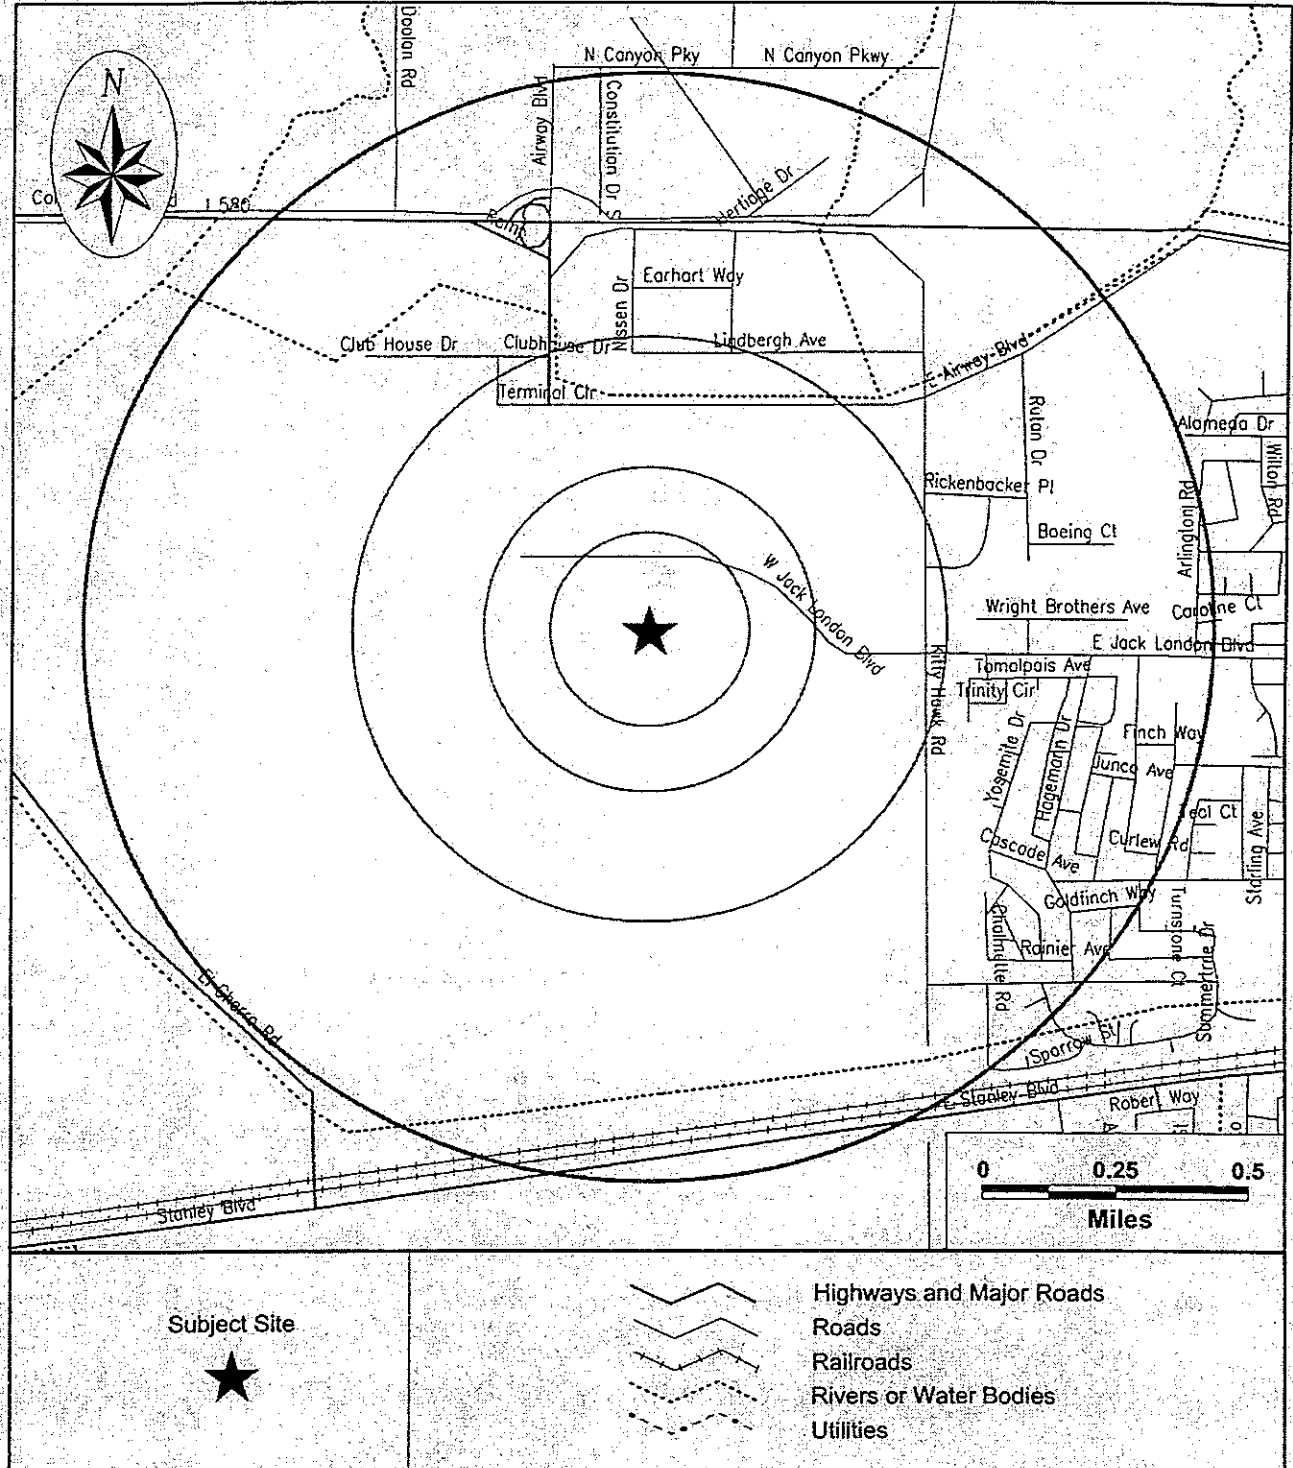 Doolan Rd
N Canyon Pky
N Canyon Pkwy
N
Airway Blvd
Constitution Dr
S
Hertiage Dr
I 580
Ramp
Earhart Way
Nissen Dr
Club House Dr
Clubhouse Dr
Lindbergh Ave
Terminal Cir
E Airway Blvd
Rutan Dr
Alameda Dr
Wilton Rd
Rickenbacker Pl
Arlington Rd
Boeing Ct
W Jack London Blvd
Wright Brothers Ave
Caroline Ct
E Jack London Blvd
Kitty Hawk Rd
Tamalpais Ave
Trinity Cir
Yosemite Dr
Hagemann Dr
Finch Way
Junco Ave
Teal Ct
Starling Ave
Cascade Ave
Curlew Rd
Goldfinch Way
Turnstone Ct
Chalmette Rd
Rainier Ave
Summertree Dr
El Charro Rd
Sparrow St
E Stanley Blvd
Robert Way
Stanley Blvd
0 0.25 0.5
Miles
Subject Site
Highways and Major Roads
Roads
Railroads
Rivers or Water Bodies
Utilities